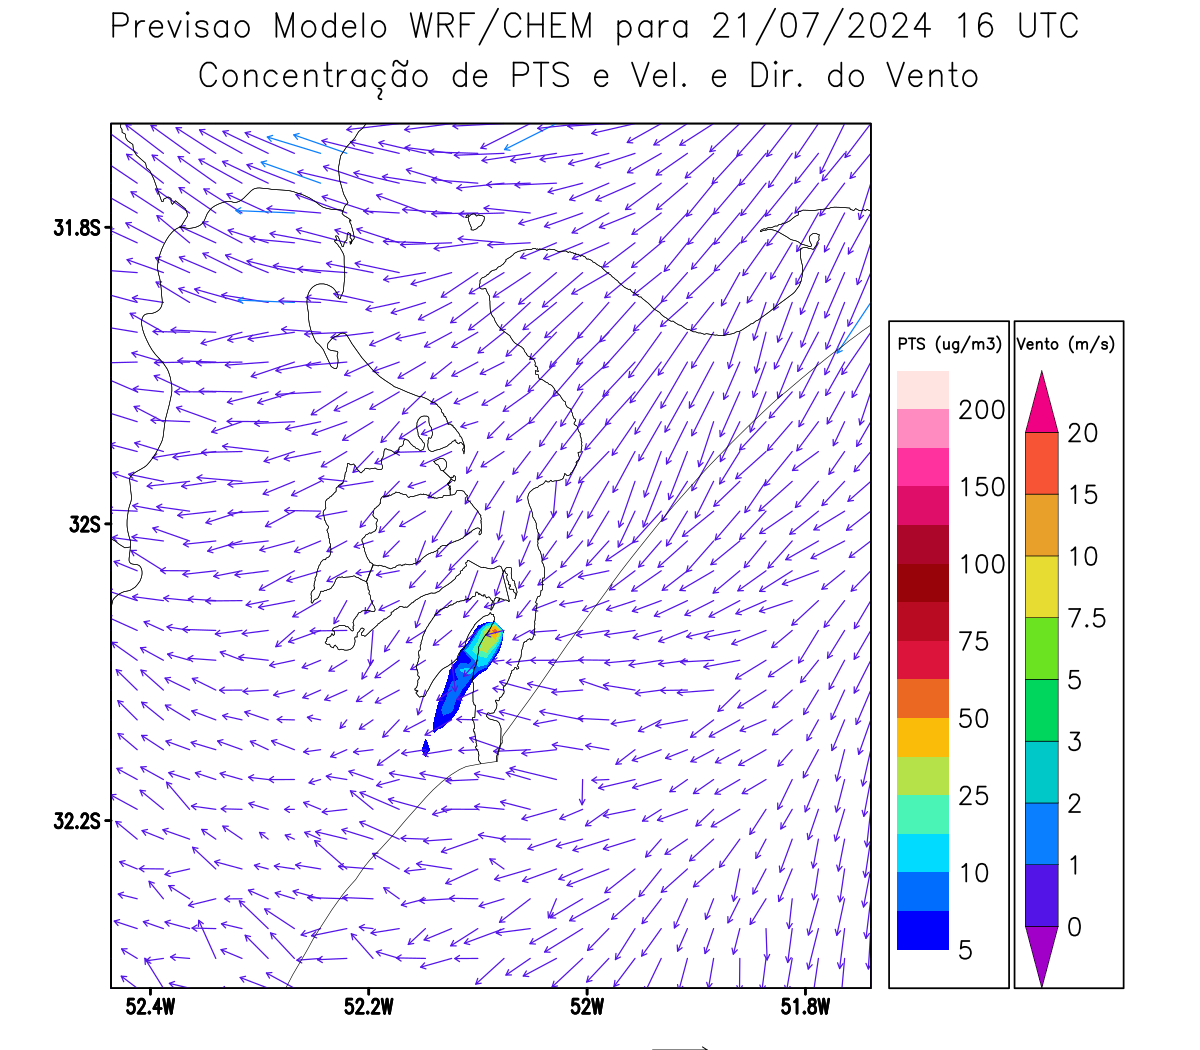 Previsao Modelo WRF/CHEM para 21/07/2024 16 UTC
Concentração de PTS e Vel. e Dir. do Vento
31.8S
32S
32.2S
52.4W 52.2W 52W 51.8W
PTS (ug/m3)
200
150
100
75
50
25
10
5
Vento (m/s)
20
15
10
7.5
5
3
2
1
0